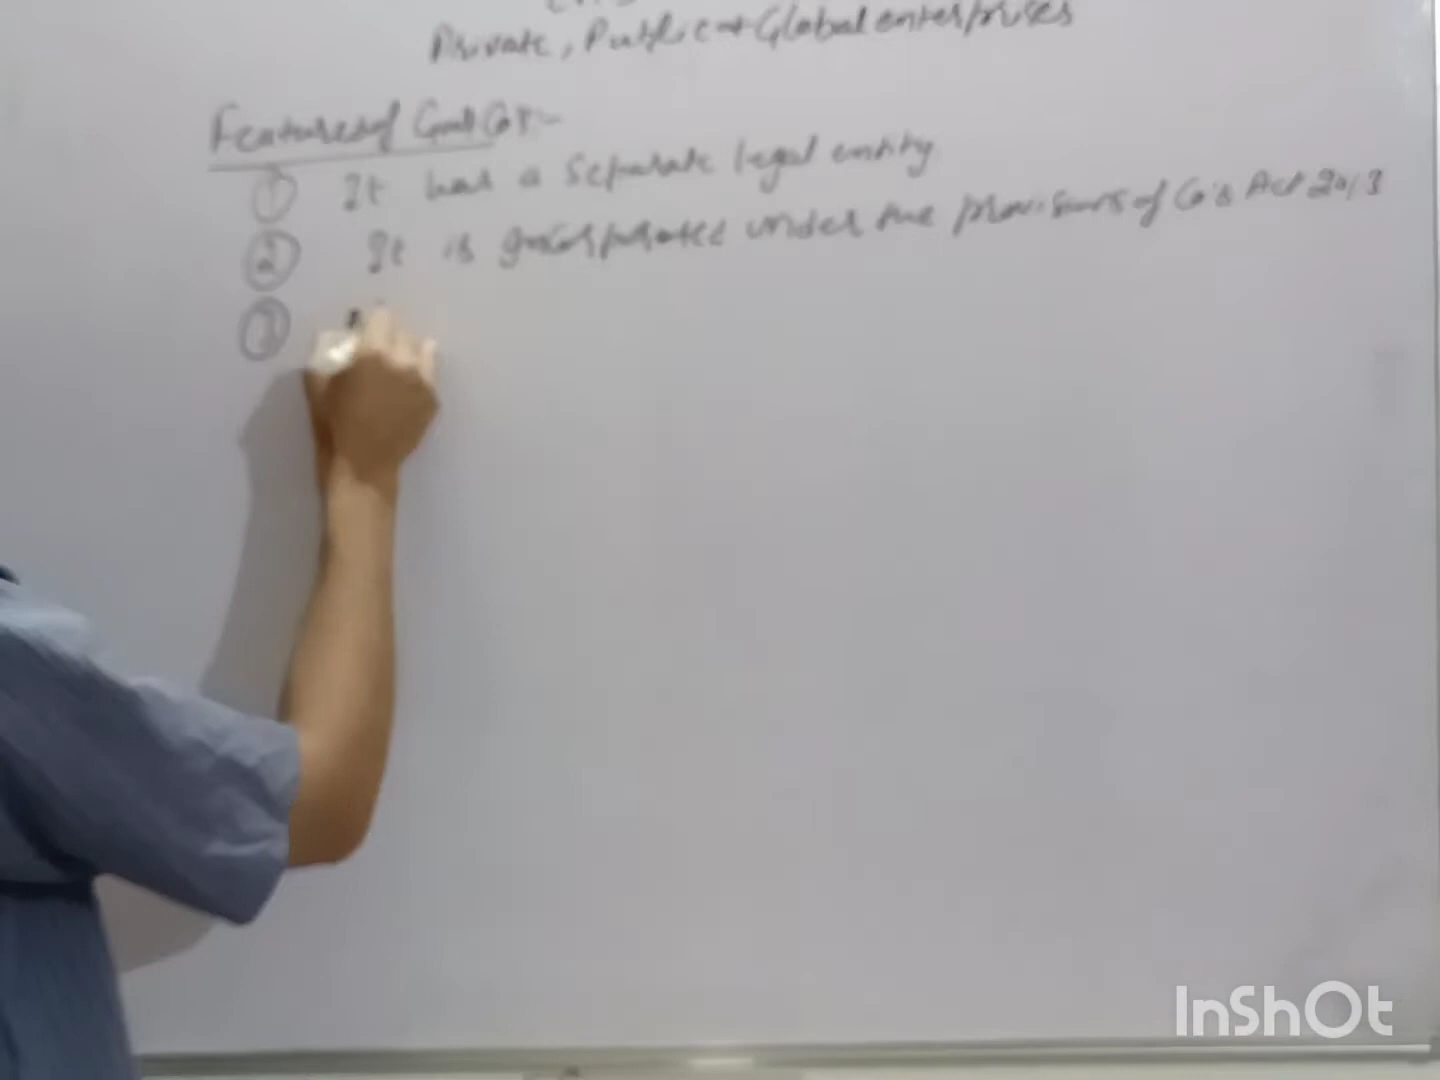 Private, Public & Global enterprises
Features of Govt Co:-
① It has a separate legal entity
② It is Incorporated under the provisions of Co's Act 2013
③
InShOt